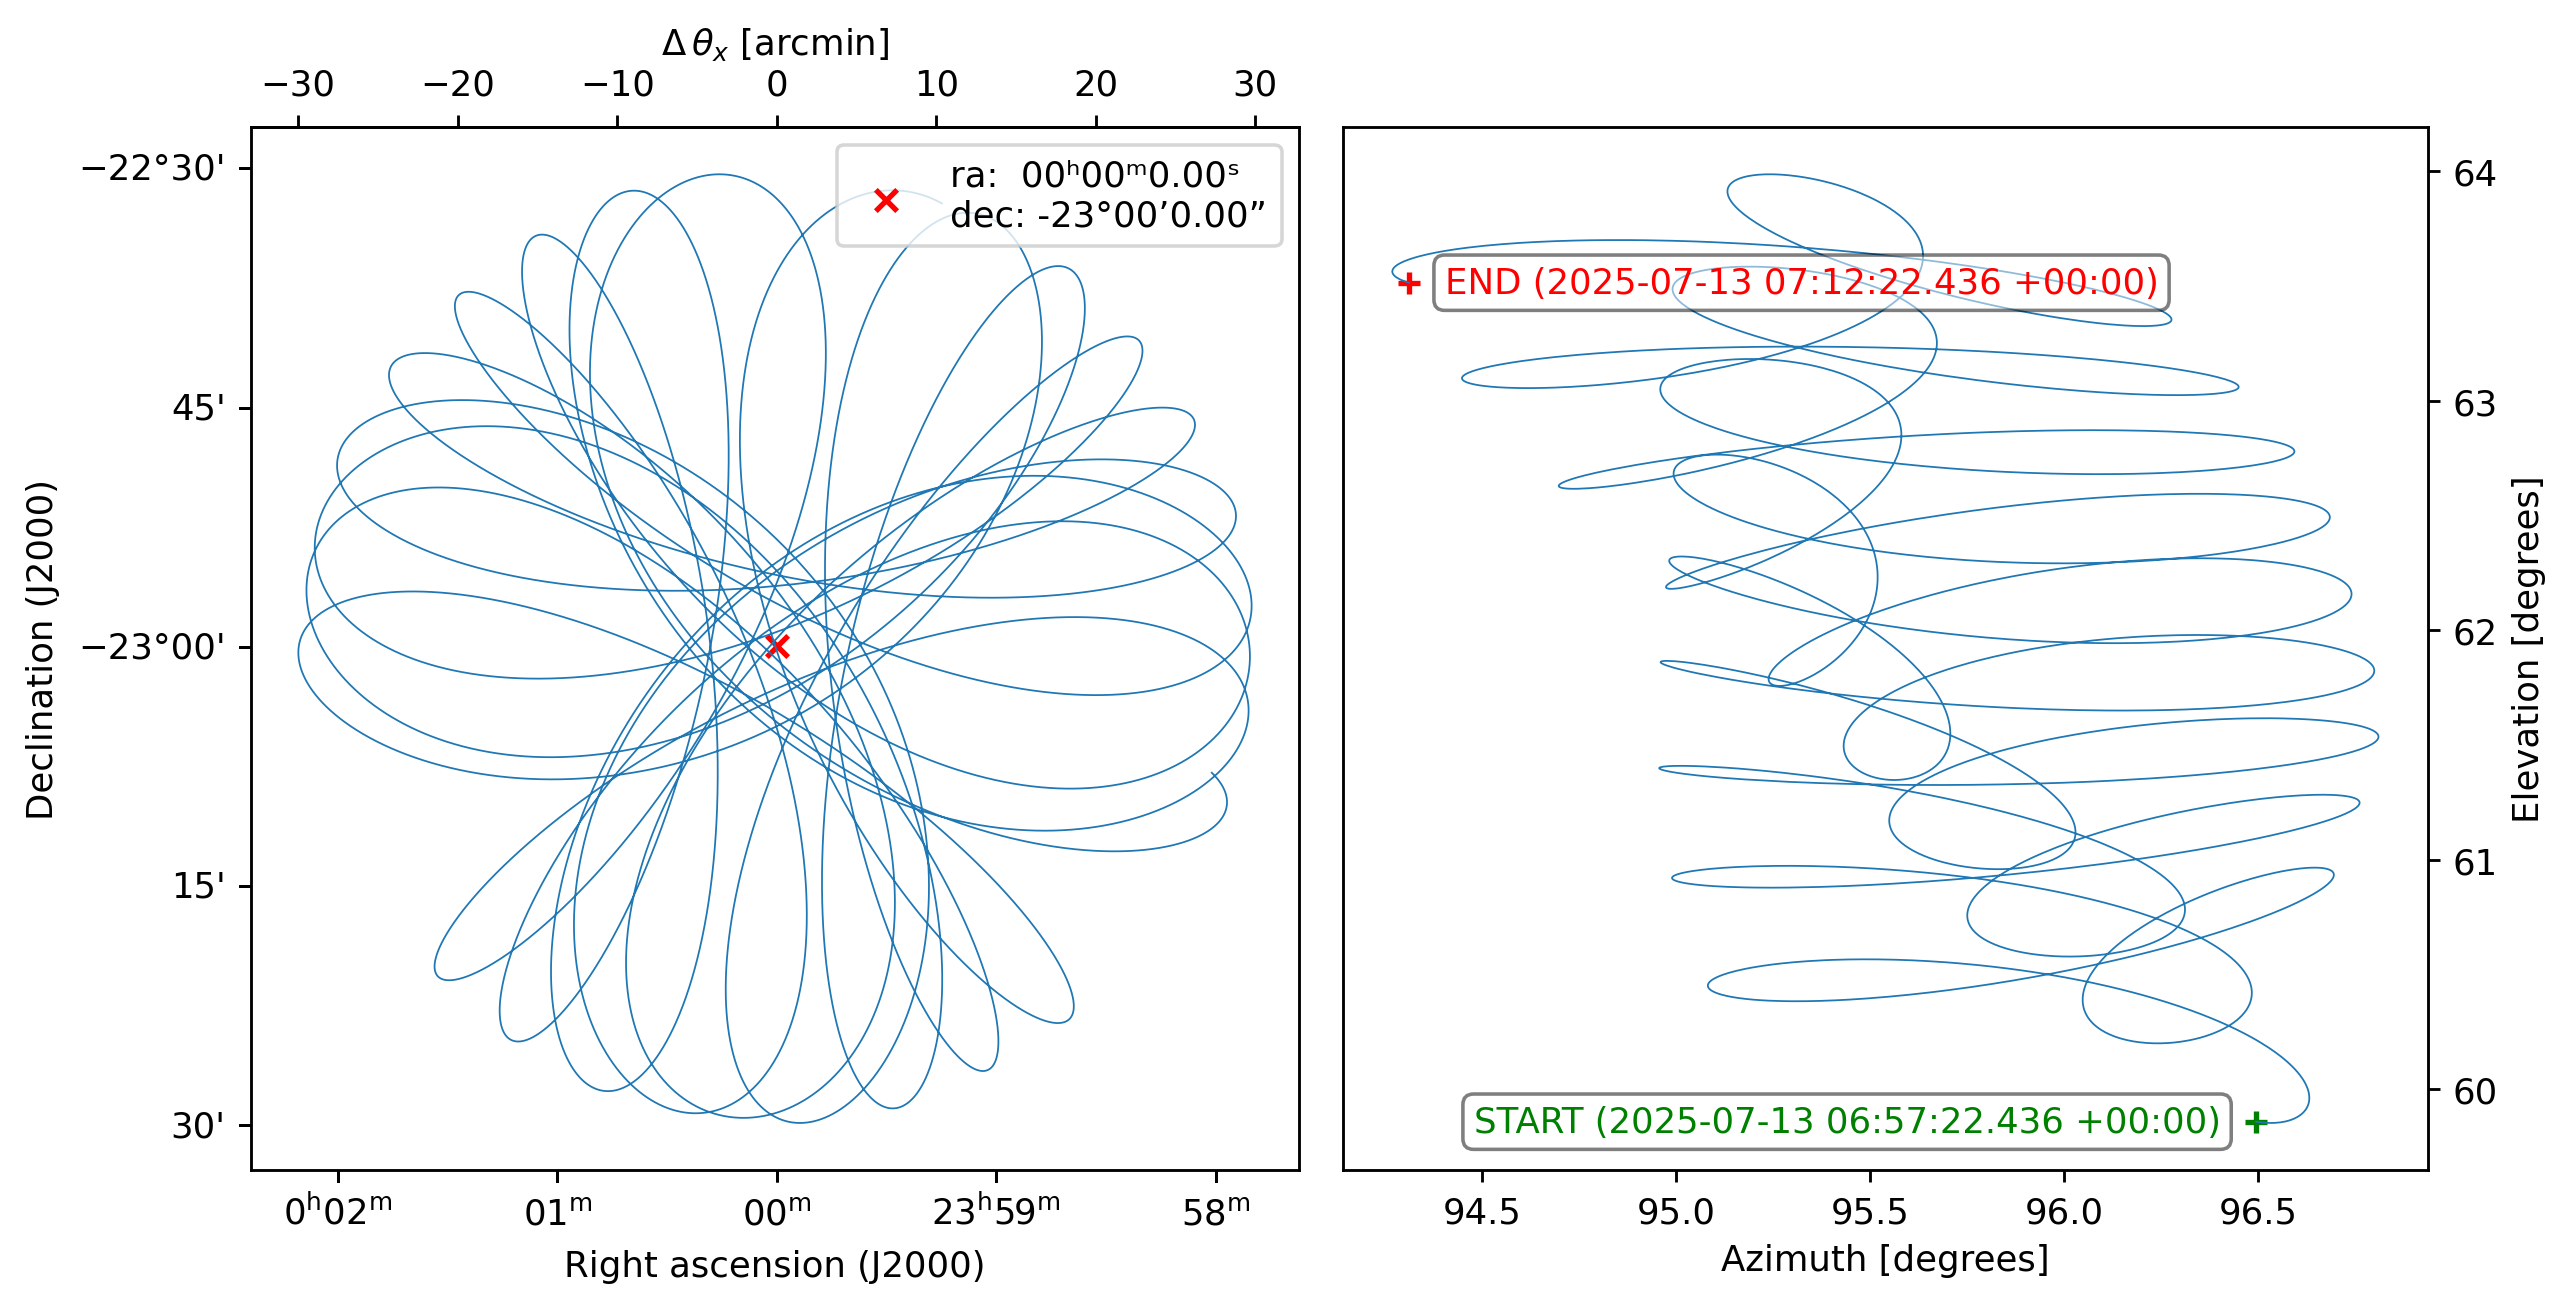 Δ θₓ [arcmin]
−30 −20 −10 0 10 20 30
ra:  00ʰ00ᵐ0.00ˢ
dec: -23°00’0.00”
−22°30'
45'
−23°00'
15'
30'
Declination (J2000)
0ʰ02ᵐ 01ᵐ 00ᵐ 23ʰ59ᵐ 58ᵐ
Right ascension (J2000)
END (2025-07-13 07:12:22.436 +00:00)
START (2025-07-13 06:57:22.436 +00:00)
64
63
62
61
60
Elevation [degrees]
94.5 95.0 95.5 96.0 96.5
Azimuth [degrees]